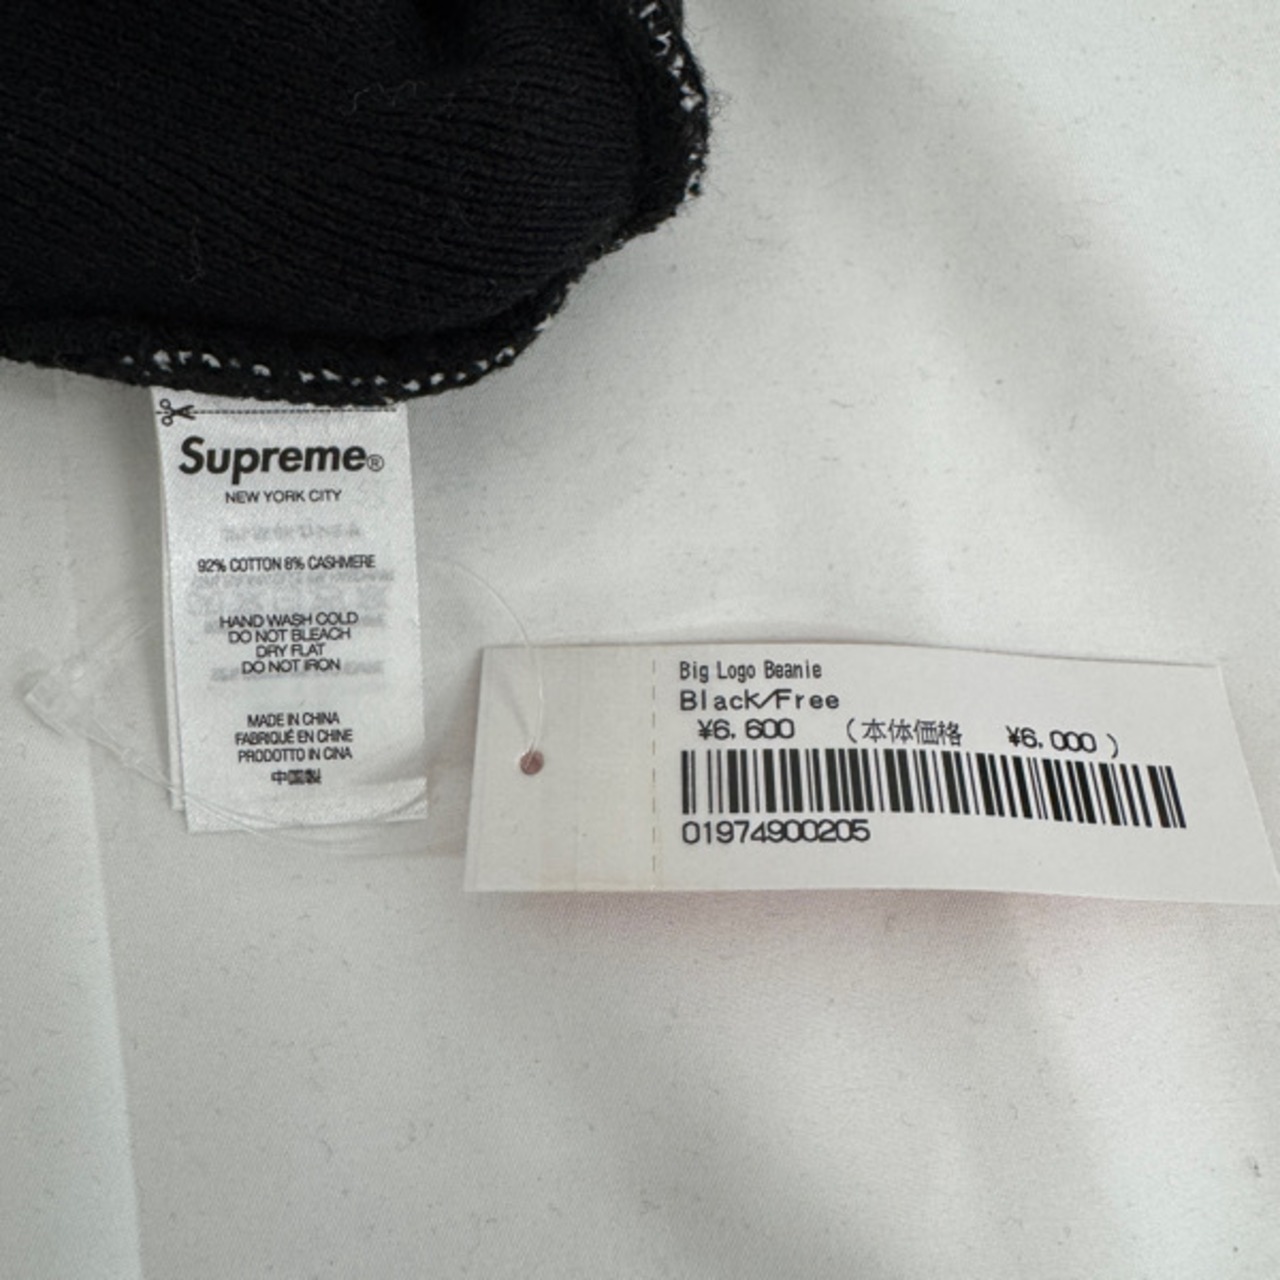 Supreme®
NEW YORK CITY
92% COTTON 8% CASHMERE
HAND WASH COLD
DO NOT BLEACH
DRY FLAT
DO NOT IRON
MADE IN CHINA
FABRIQUÉ EN CHINE
PRODOTTO IN CINA
中国製
Big Logo Beanie
Black/Free
¥6,600 (本体価格 ¥6,000)
01974900205